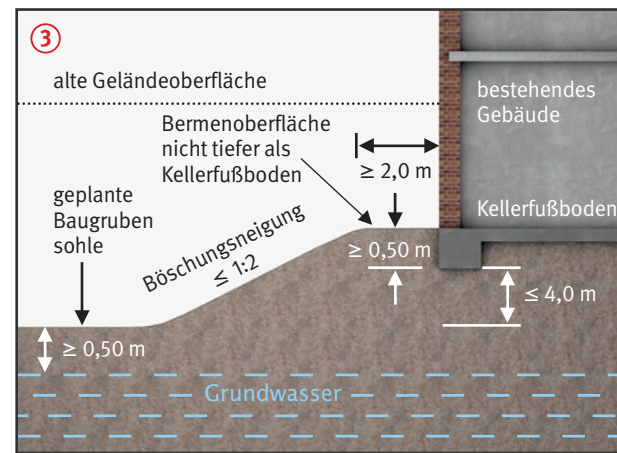 3
alte Geländeoberfläche
bestehendes
Gebäude
Bermenoberfläche
nicht tiefer als
Kellerfußboden
≥ 2,0 m
geplante
Baugruben
sohle
Kellerfußboden
Böschungsneigung
≤ 1:2
≥ 0,50 m
≤ 4,0 m
≥ 0,50 m
Grundwasser